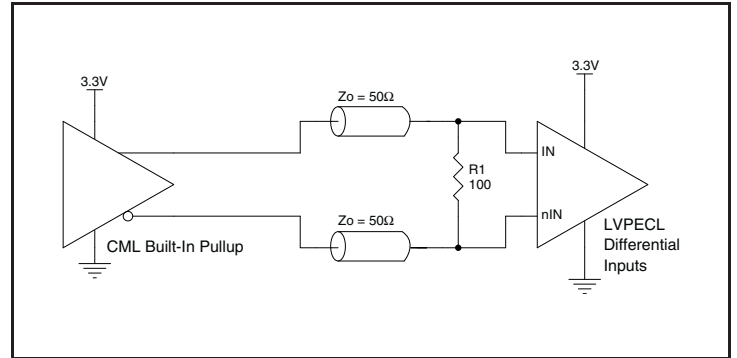 3.3V
3.3V
Zo = 50Ω
IN
R1
100
nIN
Zo = 50Ω
CML Built-In Pullup
LVPECL
Differential
Inputs